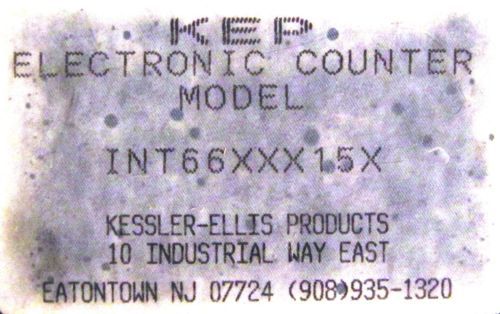 KEP
ELECTRONIC COUNTER
MODEL
INT66XXX15X
KESSLER-ELLIS PRODUCTS
10 INDUSTRIAL WAY EAST
EATONTOWN NJ 07724 (908)935-1320